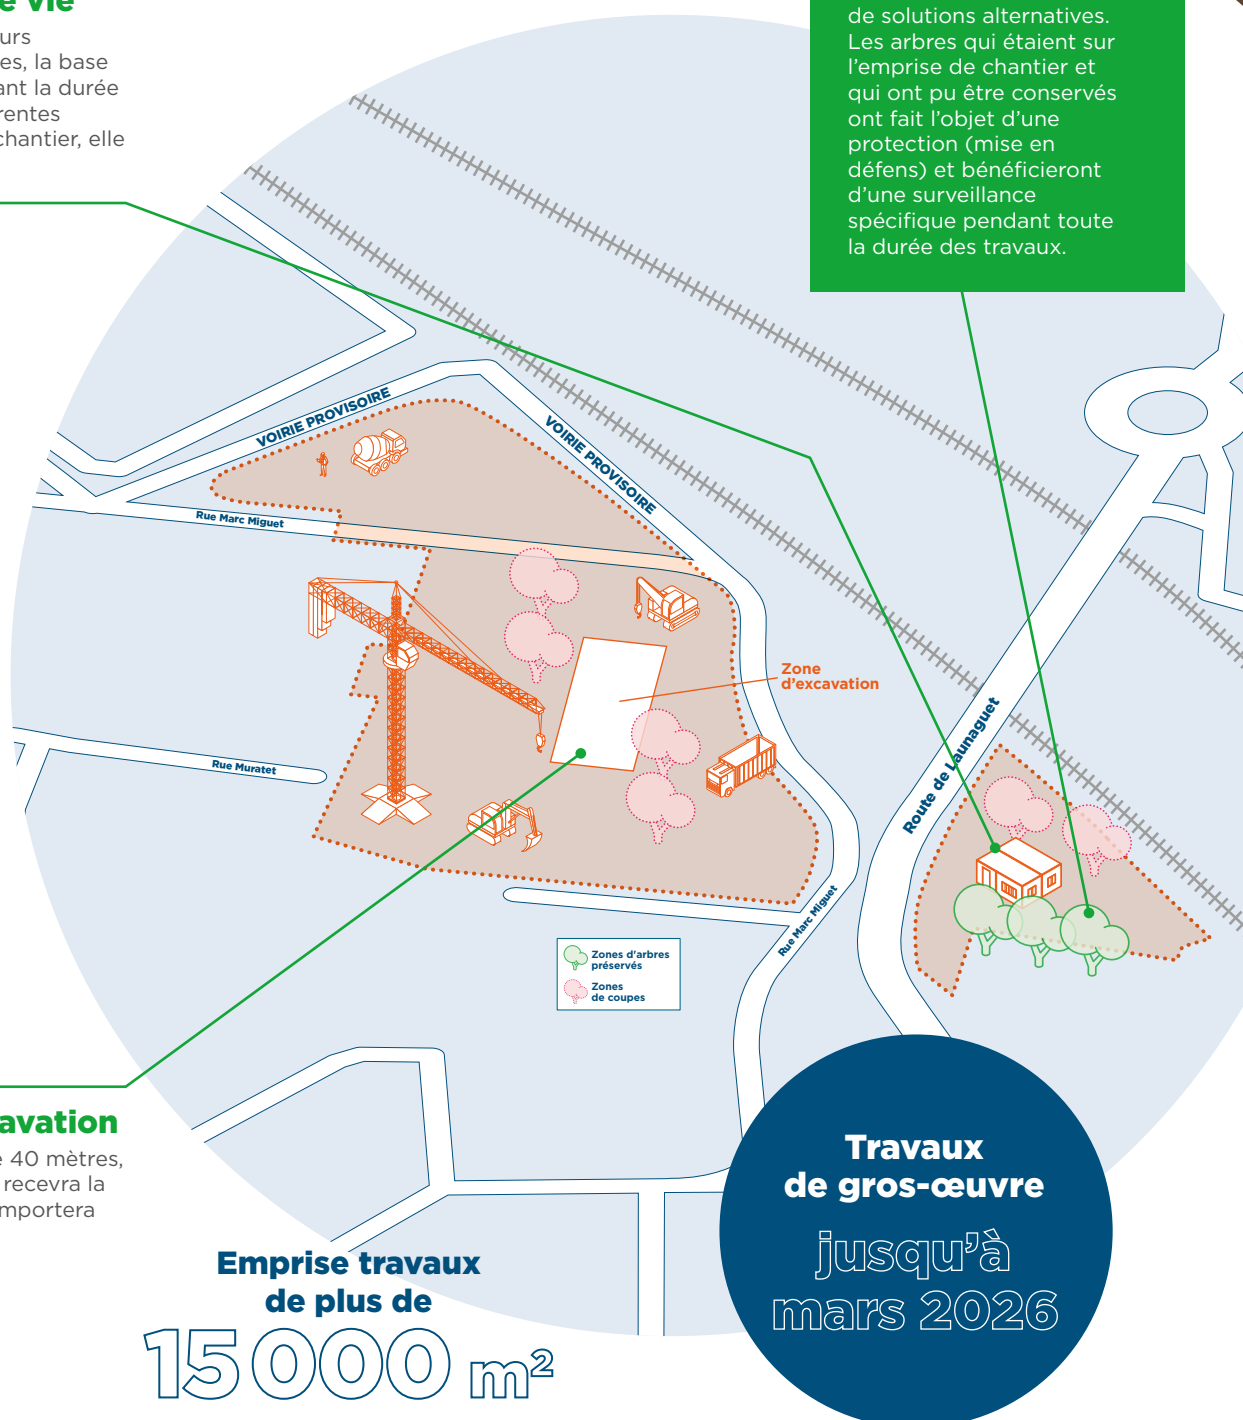 e vie
urs
es, la base
ant la durée
rentes
chantier, elle
de solutions alternatives.
Les arbres qui étaient sur
l'emprise de chantier et
qui ont pu être conservés
ont fait l'objet d'une
protection (mise en
défens) et bénéficieront
d'une surveillance
spécifique pendant toute
la durée des travaux.
VOIRIE PROVISOIRE
VOIRIE PROVISOIRE
Rue Marc Miguet
Zone
d'excavation
Rue Muratet
Route de Launaguet
Rue Marc Miguet
Zones d'arbres
préservés
Zones
de coupes
avation
e 40 mètres,
recevra la
mportera
Emprise travaux
de plus de
15 000 m²
Travaux
de gros-œuvre
jusqu'à
mars 2026